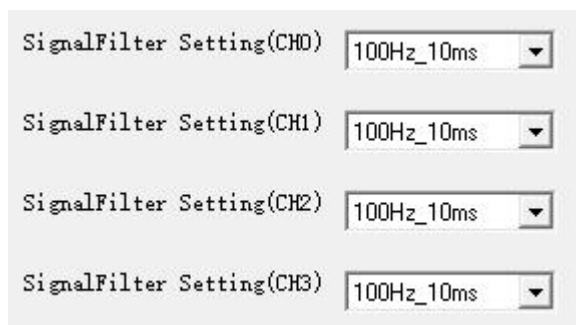 SignalFilter Setting(CH0) 100Hz_10ms
SignalFilter Setting(CH1) 100Hz_10ms
SignalFilter Setting(CH2) 100Hz_10ms
SignalFilter Setting(CH3) 100Hz_10ms